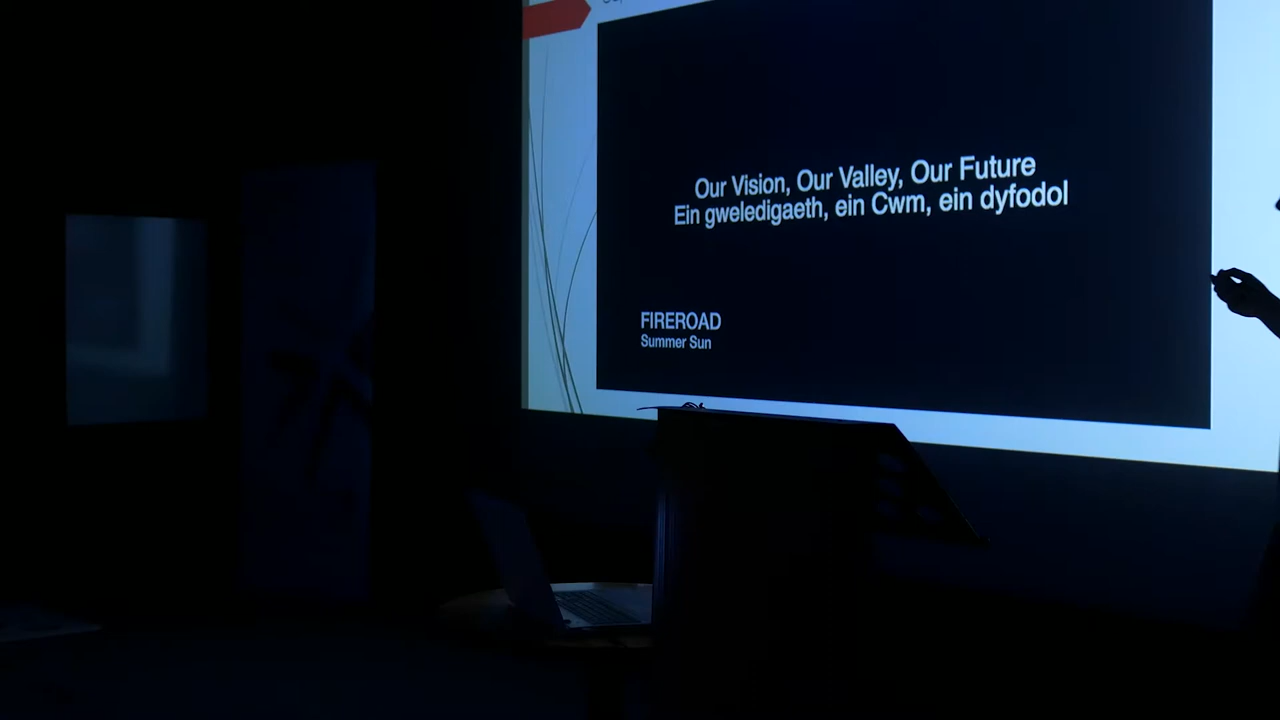 Our Vision, Our Valley, Our Future
Ein gweledigaeth, ein Cwm, ein dyfodol
FIREROAD
Summer Sun